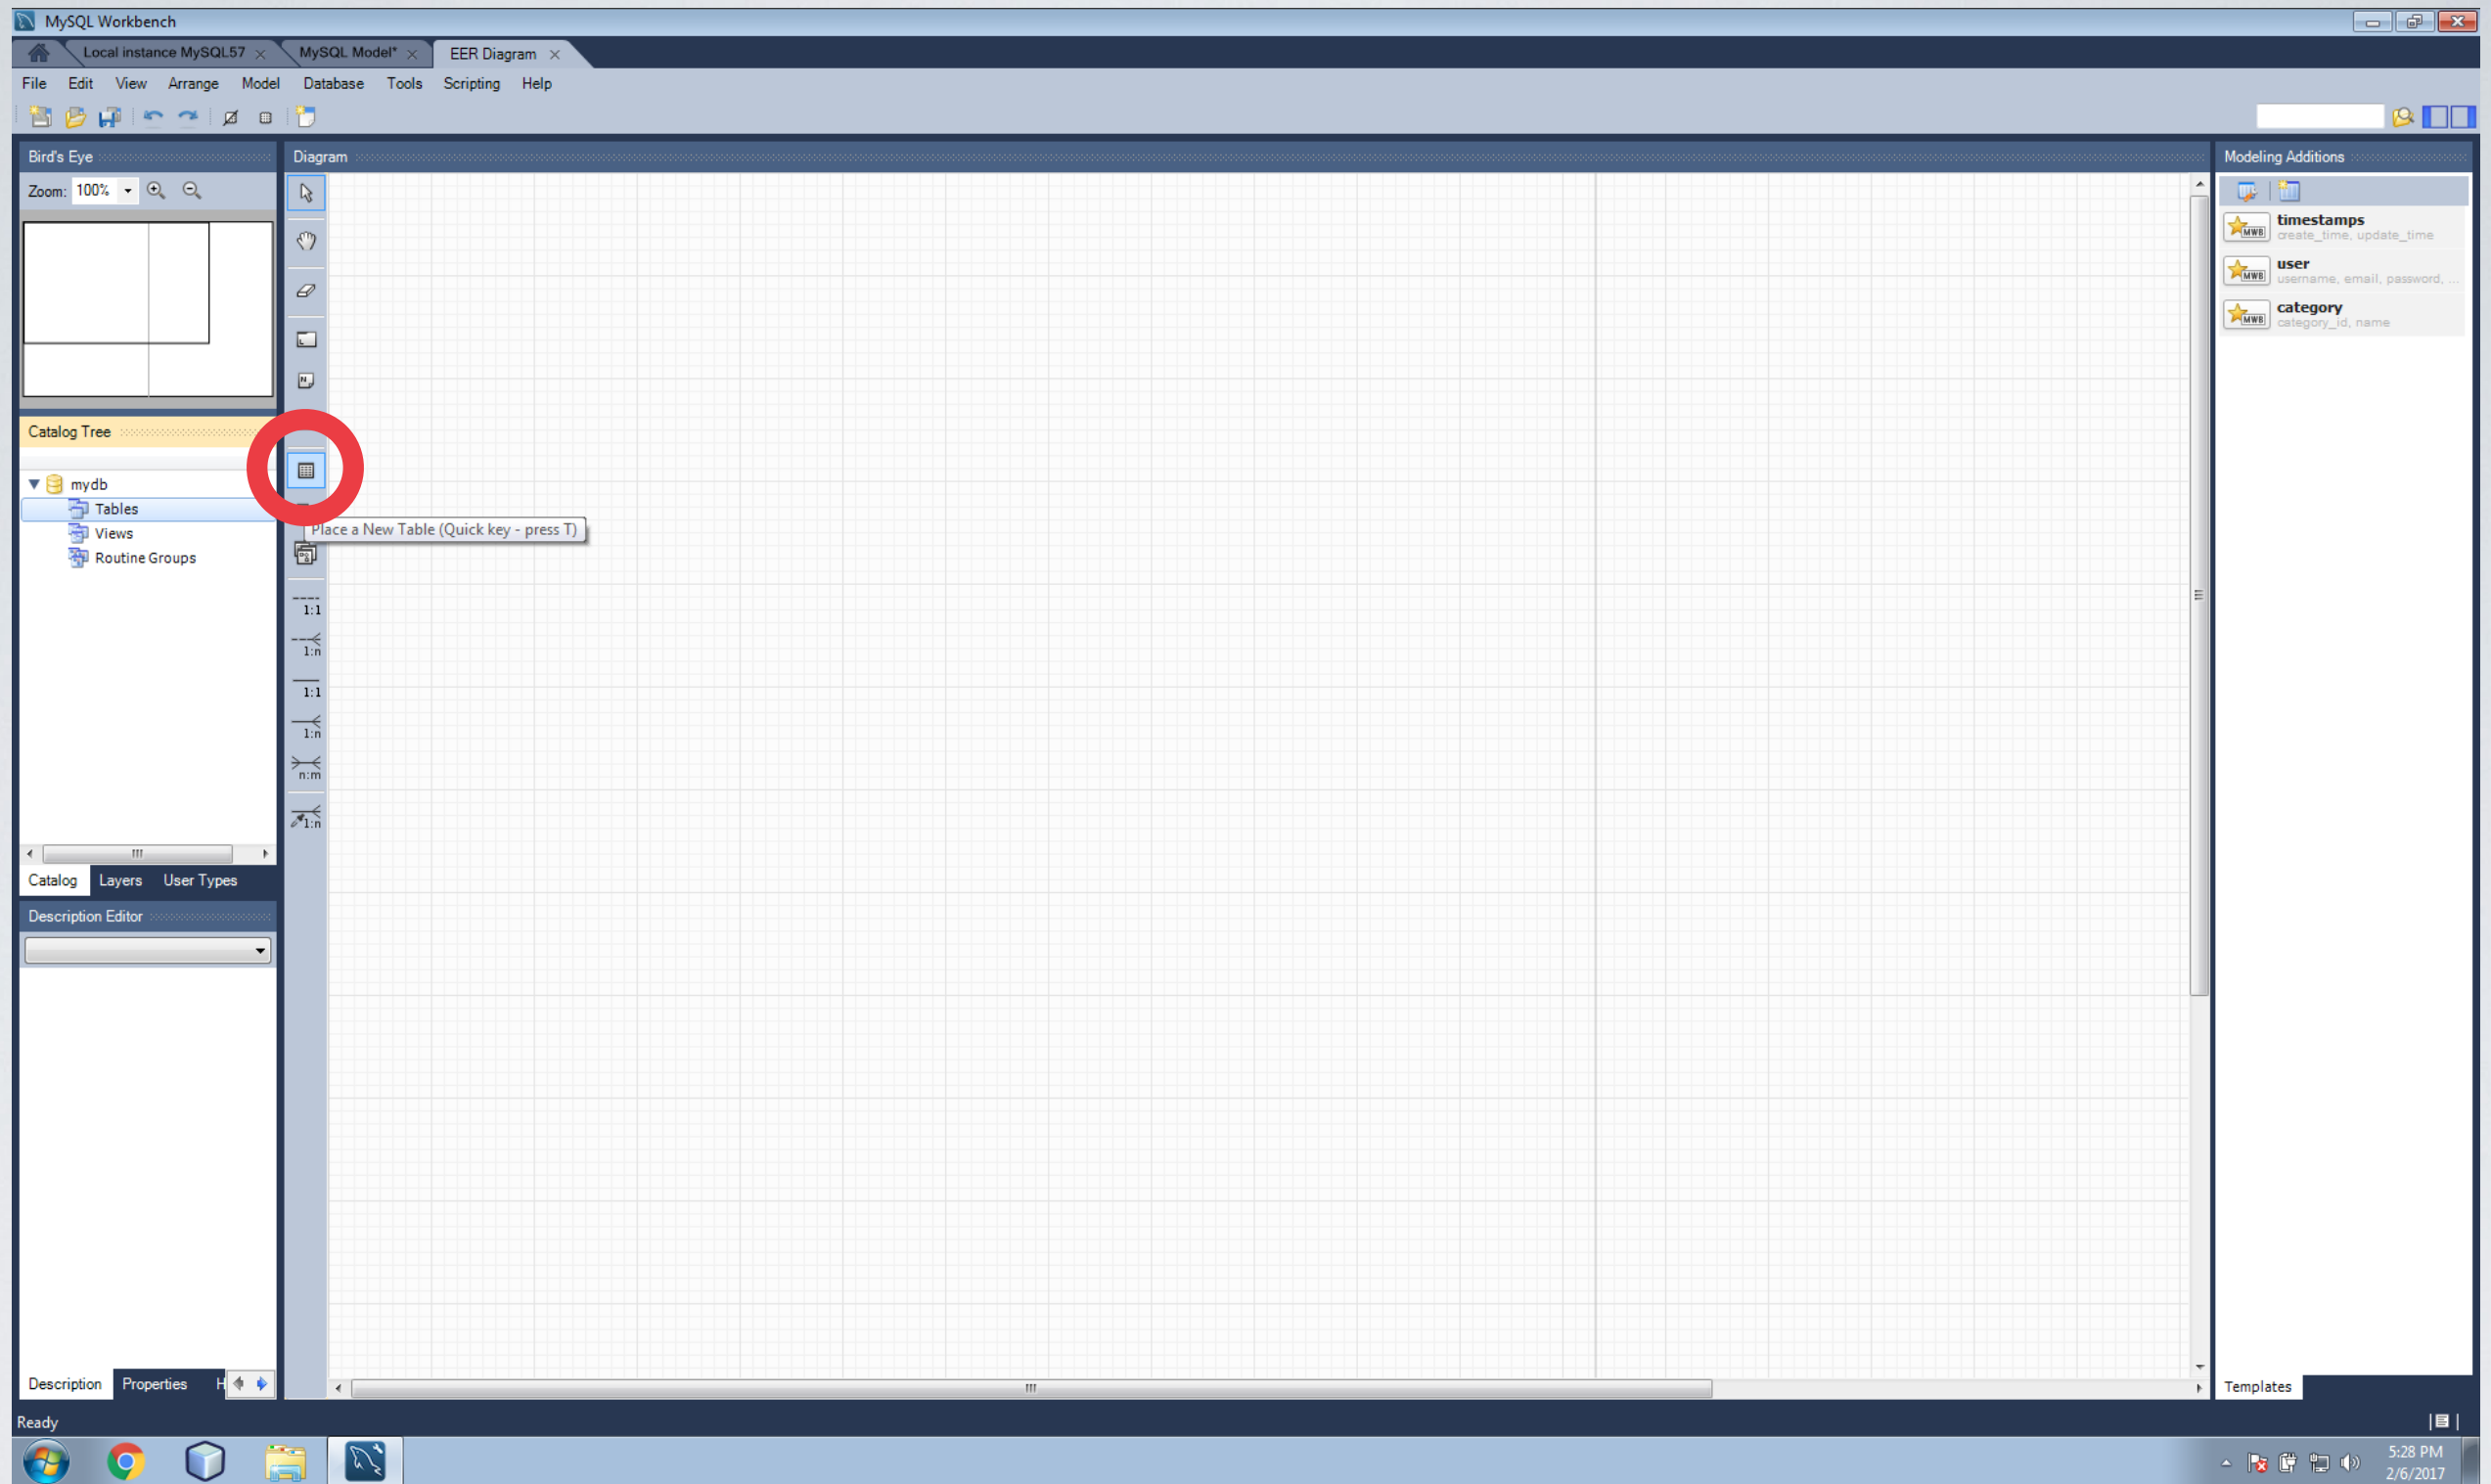 MySQL Workbench
Local instance MySQL57
MySQL Model*
EER Diagram
File Edit View Arrange Model Database Tools Scripting Help
Bird's Eye
Diagram
Modeling Additions
Zoom: 100%
timestamps
create_time, update_time
user
username, email, password, ...
category
category_id, name
Catalog Tree
mydb
Tables
Place a New Table (Quick key - press T)
Views
Routine Groups
1:1
1:n
1:1
1:n
n:m
1:n
Catalog Layers User Types
Description Editor
Description Properties H
Templates
Ready
5:28 PM
2/6/2017